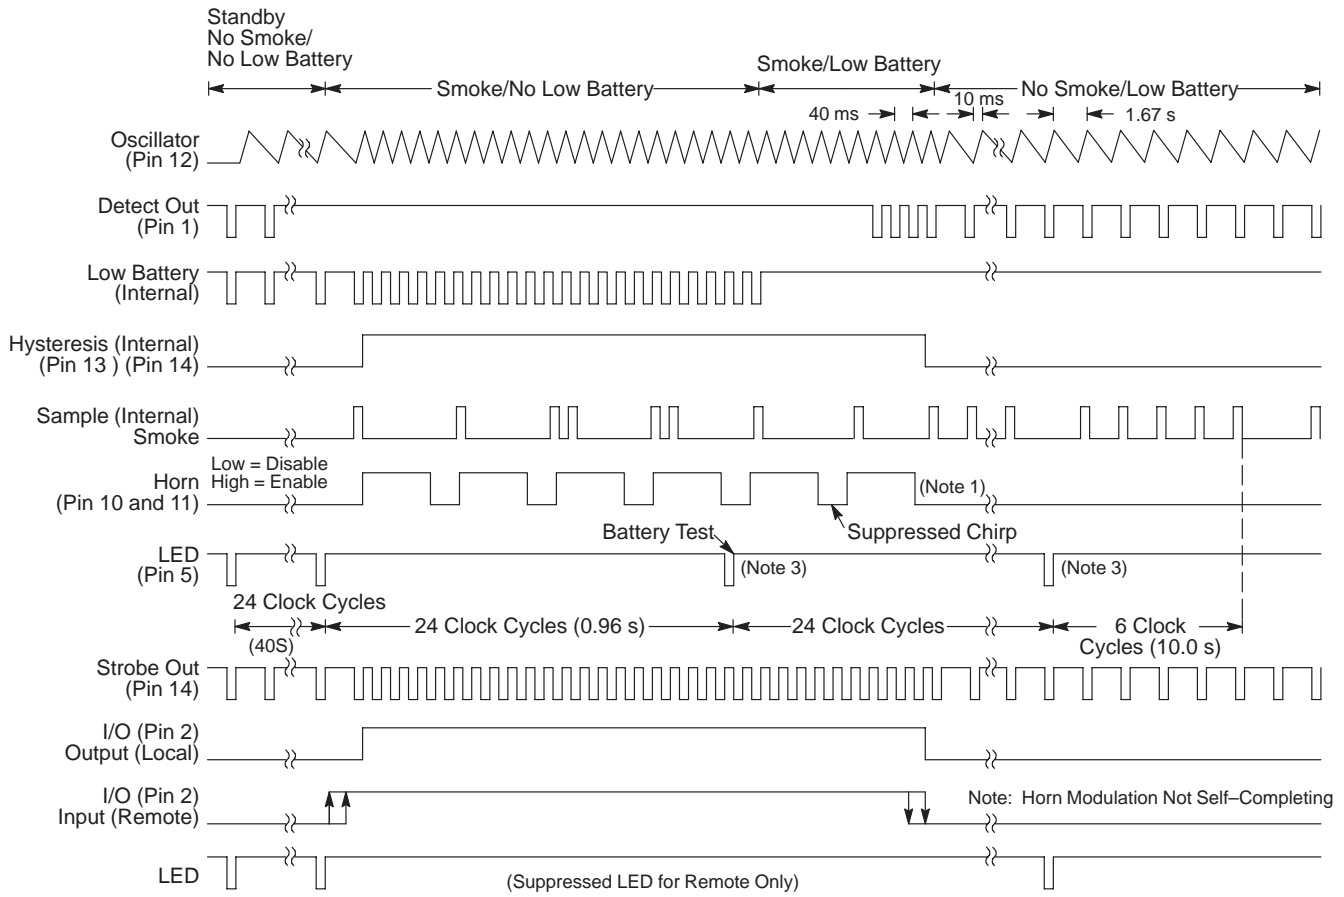 Standby
No Smoke/
No Low Battery
Smoke/No Low Battery
Smoke/Low Battery
No Smoke/Low Battery
40 ms
10 ms
1.67 s
Oscillator
(Pin 12)
Detect Out
(Pin 1)
Low Battery
(Internal)
Hysteresis (Internal)
(Pin 13 ) (Pin 14)
Sample (Internal)
Smoke
Low = Disable
High = Enable
Horn
(Pin 10 and 11)
(Note 1)
Suppressed Chirp
Battery Test
LED
(Pin 5)
(Note 3)
(Note 3)
24 Clock Cycles
(40S)
24 Clock Cycles (0.96 s)
24 Clock Cycles
6 Clock
Cycles (10.0 s)
Strobe Out
(Pin 14)
I/O (Pin 2)
Output (Local)
I/O (Pin 2)
Input (Remote)
Note: Horn Modulation Not Self–Completing
LED
(Suppressed LED for Remote Only)